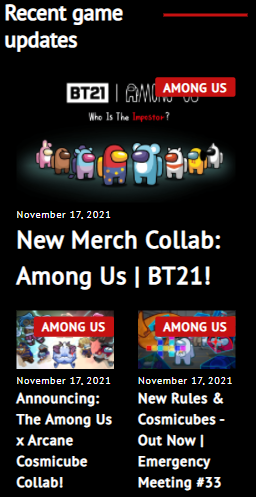 Recent game
updates
BT21 | AMONG US
AMONG US
Who Is The Impostor?
November 17, 2021
New Merch Collab:
Among Us | BT21!
AMONG US
AMONG US
November 17, 2021
November 17, 2021
Announcing:
The Among Us
x Arcane
Cosmicube
Collab!
New Rules &
Cosmicubes -
Out Now |
Emergency
Meeting #33